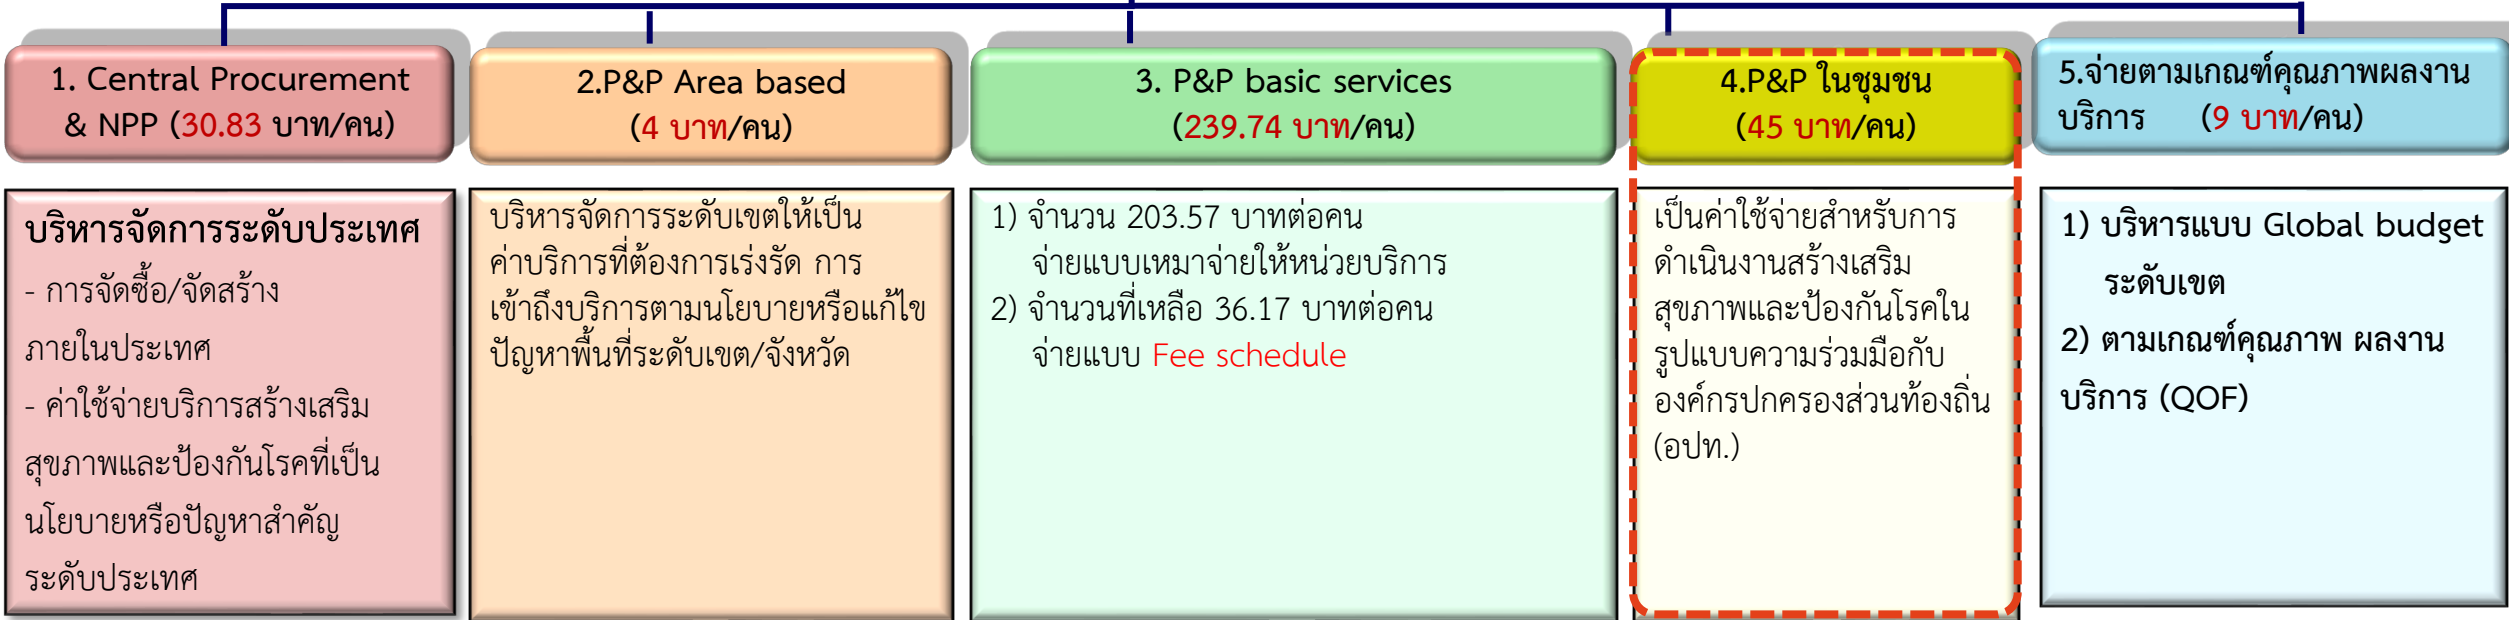 1. Central Procurement
& NPP (30.83 บาท/คน)
2.P&P Area based
(4 บาท/คน)
3. P&P basic services
(239.74 บาท/คน)
4.P&P ในชุมชน
(45 บาท/คน)
5.จ่ายตามเกณฑ์คุณภาพผลงาน
บริการ (9 บาท/คน)
บริหารจัดการระดับประเทศ
- การจัดซื้อ/จัดสร้าง
ภายในประเทศ
- ค่าใช้จ่ายบริการสร้างเสริม
สุขภาพและป้องกันโรคที่เป็น
นโยบายหรือปัญหาสำคัญ
ระดับประเทศ
บริหารจัดการระดับเขตให้เป็น
ค่าบริการที่ต้องการเร่งรัด การ
เข้าถึงบริการตามนโยบายหรือแก้ไข
ปัญหาพื้นที่ระดับเขต/จังหวัด
1) จำนวน 203.57 บาทต่อคน
จ่ายแบบเหมาจ่ายให้หน่วยบริการ
2) จำนวนที่เหลือ 36.17 บาทต่อคน
จ่ายแบบ Fee schedule
เป็นค่าใช้จ่ายสำหรับการ
ดำเนินงานสร้างเสริม
สุขภาพและป้องกันโรคใน
รูปแบบความร่วมมือกับ
องค์กรปกครองส่วนท้องถิ่น
(อปท.)
1) บริหารแบบ Global budget
ระดับเขต
2) ตามเกณฑ์คุณภาพ ผลงาน
บริการ (QOF)